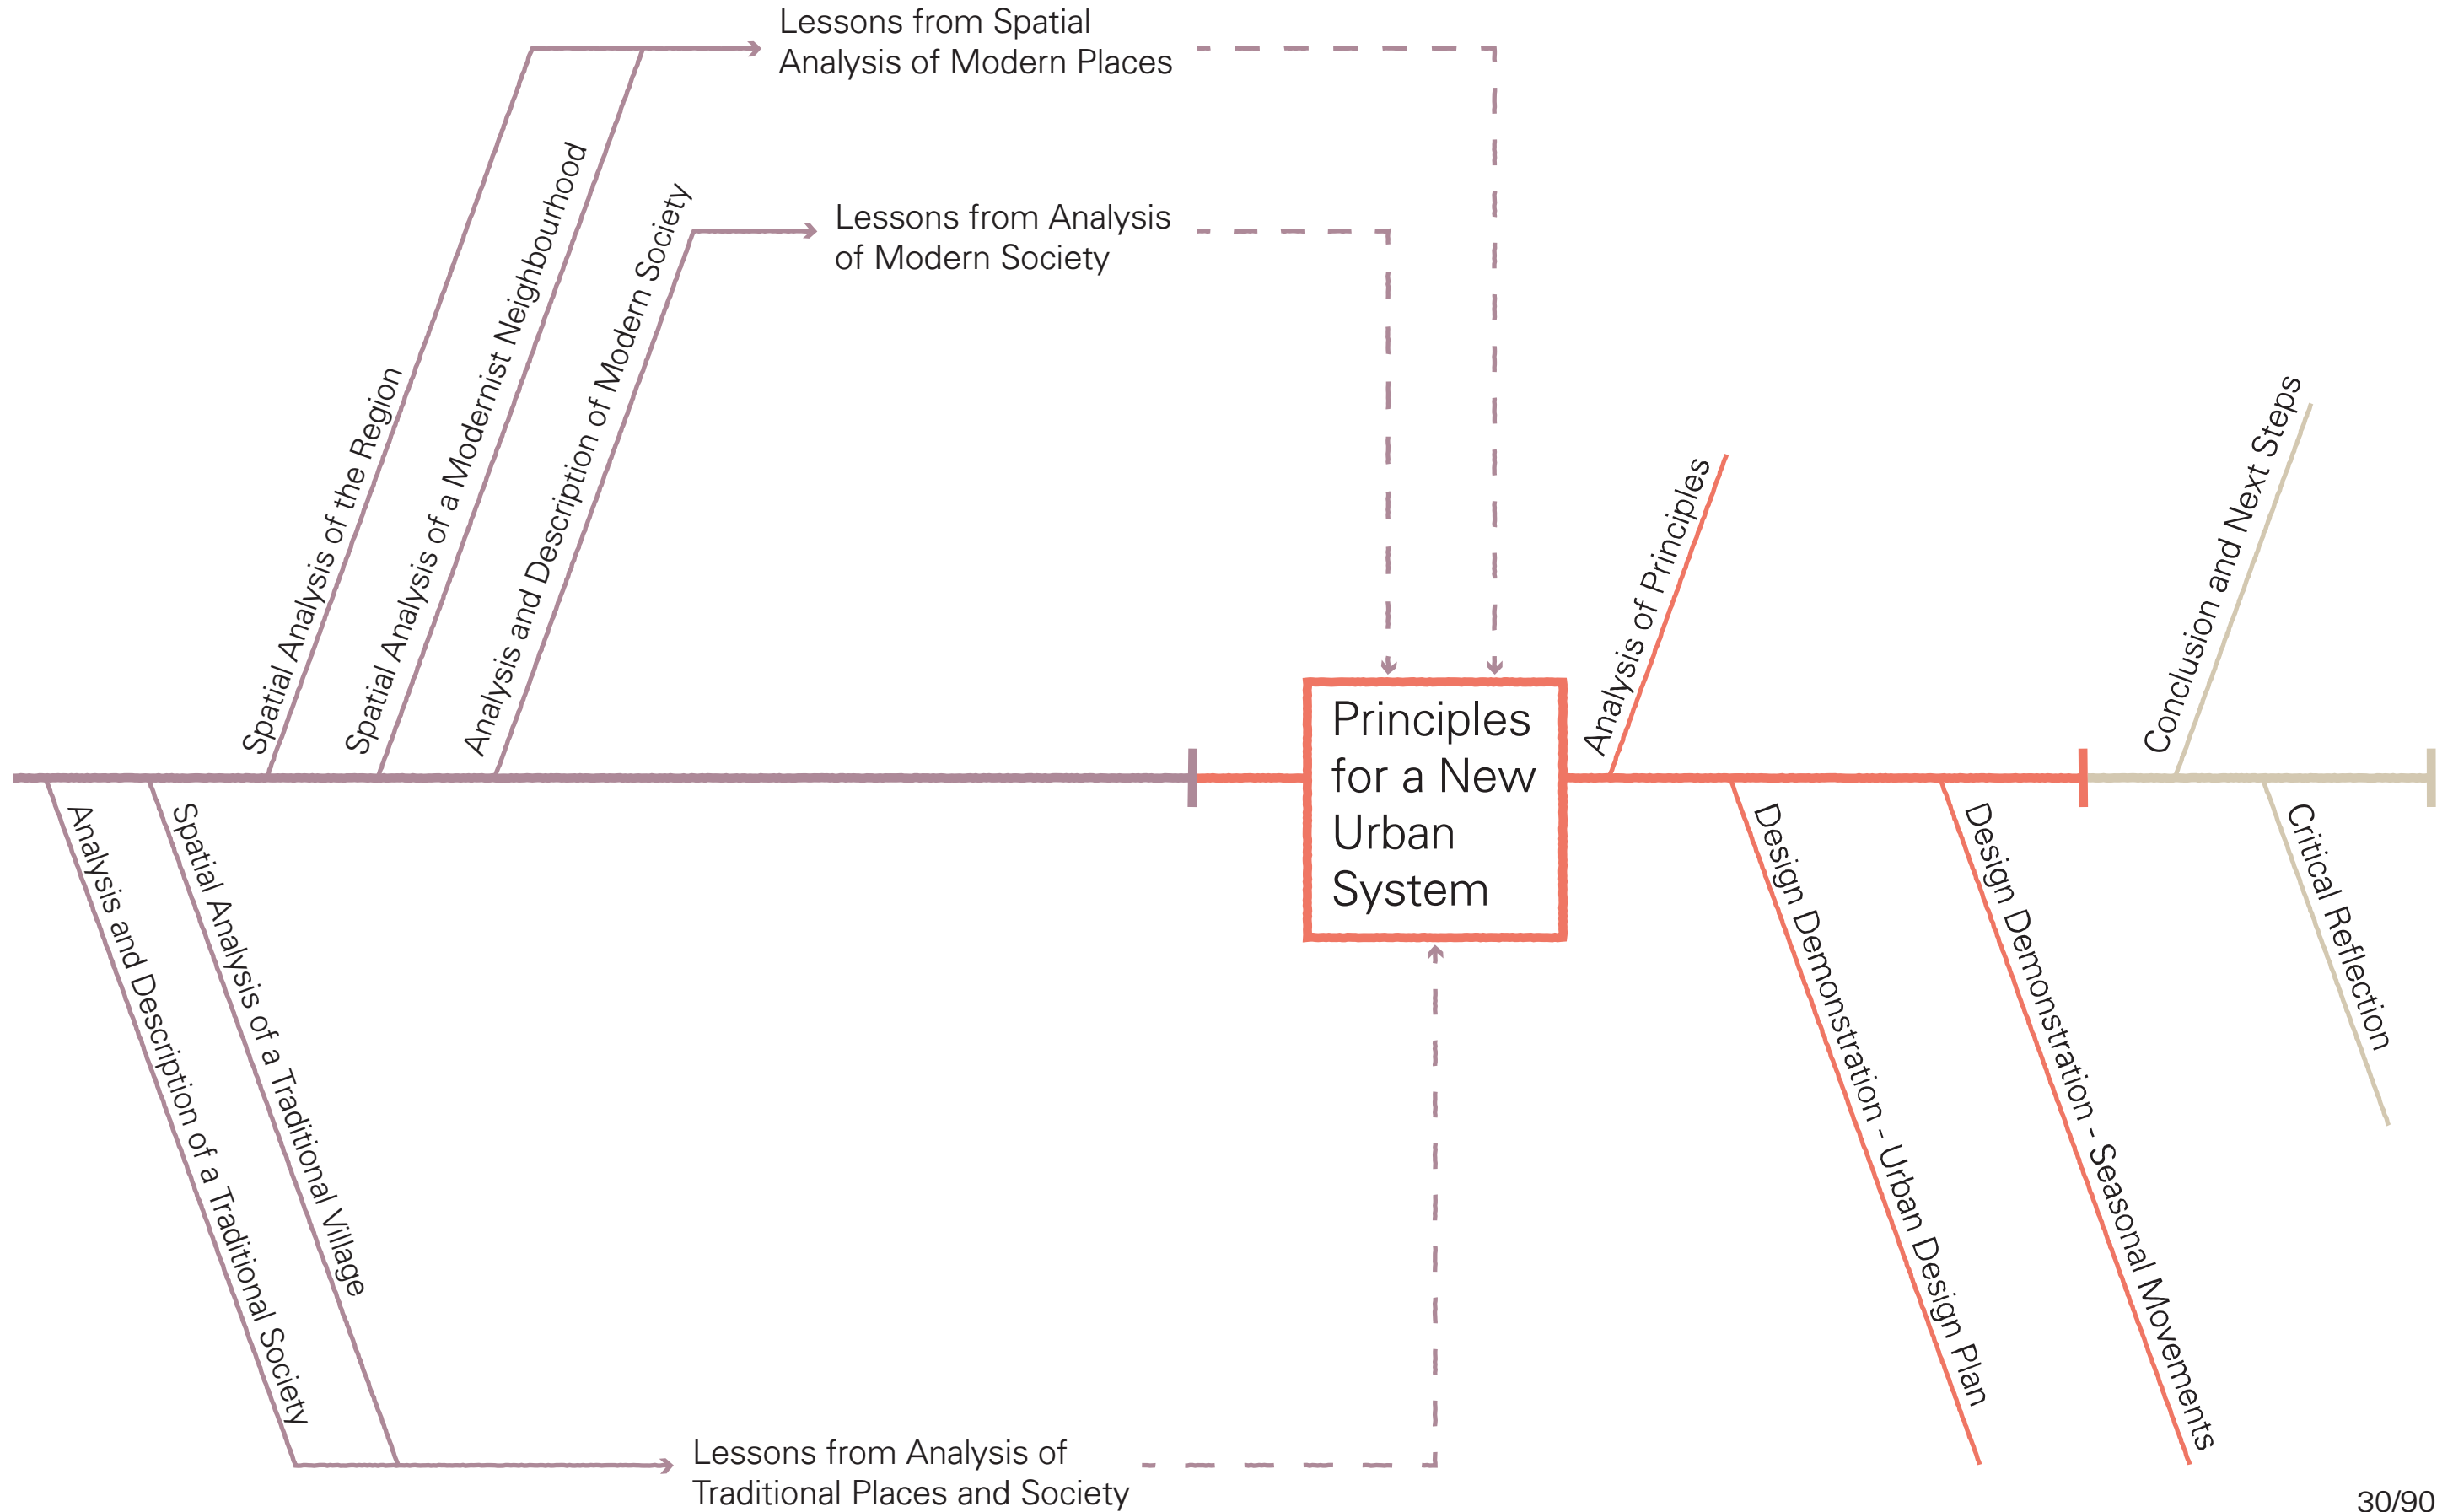 Lessons from Spatial
Analysis of Modern Places
Lessons from Analysis
of Modern Society
Spatial Analysis of the Region
Spatial Analysis of a Modernist Neighbourhood
Analysis and Description of Modern Society
Analysis and Description of a Traditional Society
Spatial Analysis of a Traditional Village
Lessons from Analysis of
Traditional Places and Society
Principles
for a New
Urban
System
Analysis of Principles
Design Demonstration - Urban Design Plan
Design Demonstration - Seasonal Movements
Conclusion and Next Steps
Critical Reflection
30/90